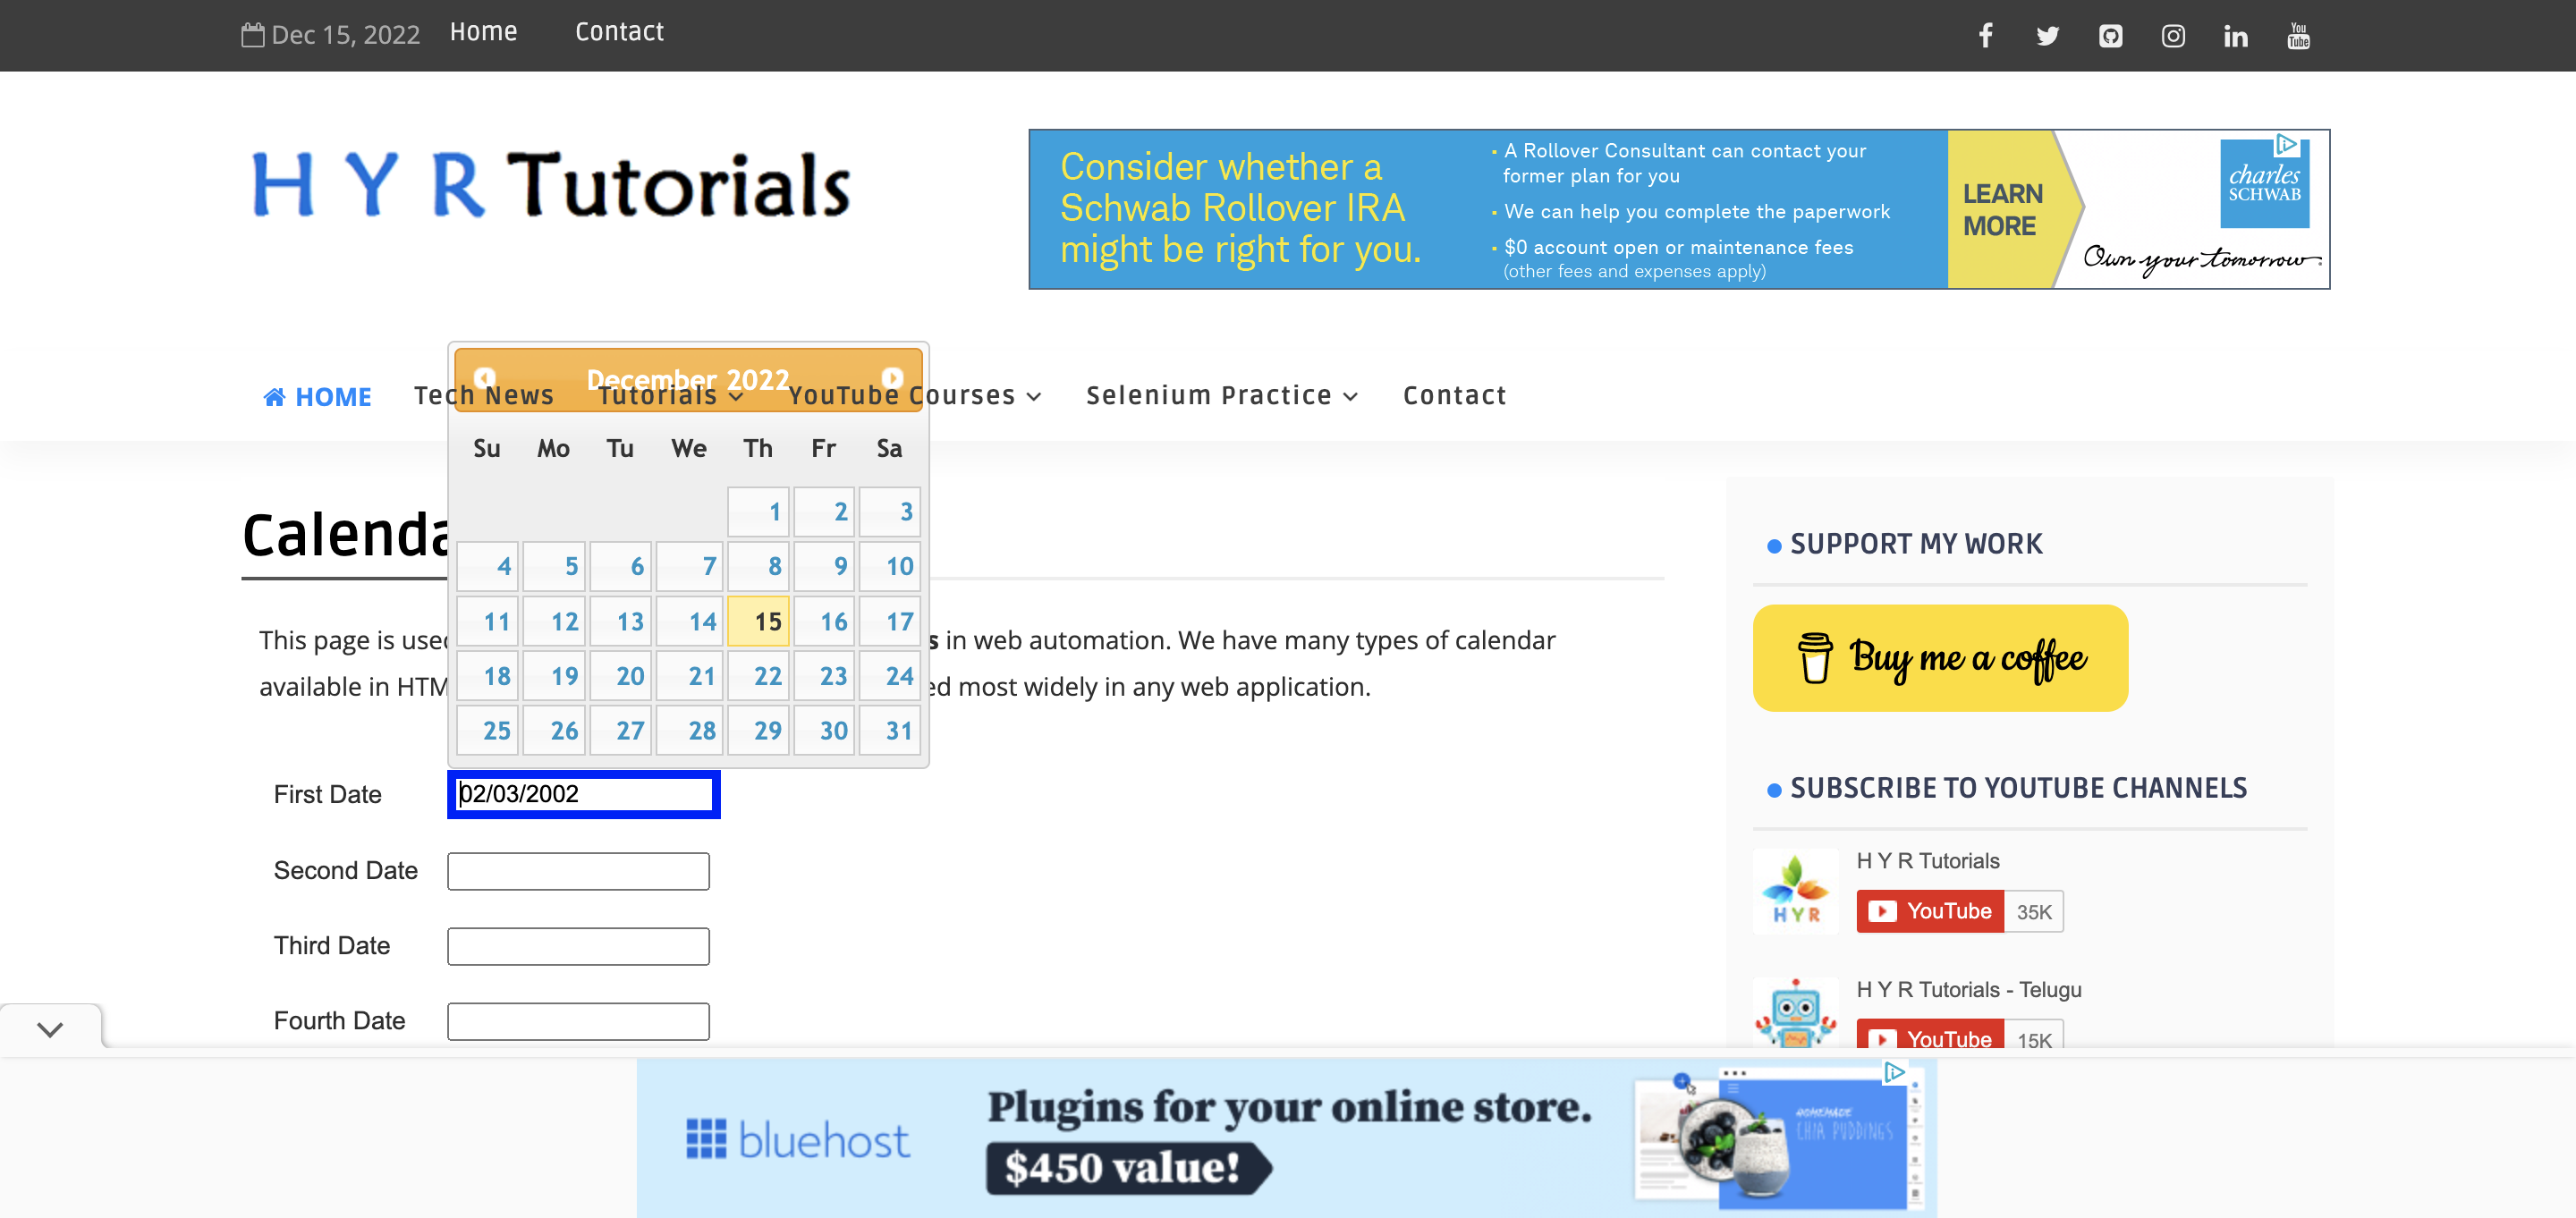 Dec 15, 2022 Home Contact
H Y R Tutorials
Consider whether a
Schwab Rollover IRA
might be right for you.
A Rollover Consultant can contact your
former plan for you
We can help you complete the paperwork
$0 account open or maintenance fees
(other fees and expenses apply)
LEARN
MORE
charles
SCHWAB
Own your tomorrow.
HOME Tech News Tutorials YouTube Courses Selenium Practice Contact
December 2022
Su Mo Tu We Th Fr Sa
1 2 3
4 5 6 7 8 9 10
11 12 13 14 15 16 17
18 19 20 21 22 23 24
25 26 27 28 29 30 31
Calenda
This page is used
s in web automation. We have many types of calendar
available in HTM
ed most widely in any web application.
First Date 02/03/2002
Second Date
Third Date
Fourth Date
SUPPORT MY WORK
Buy me a coffee
SUBSCRIBE TO YOUTUBE CHANNELS
H Y R Tutorials
HYR
YouTube 35K
H Y R Tutorials - Telugu
YouTube 15K
bluehost
Plugins for your online store.
$450 value!
HOMEMADE
CHIA PUDDINGS
You
Tube